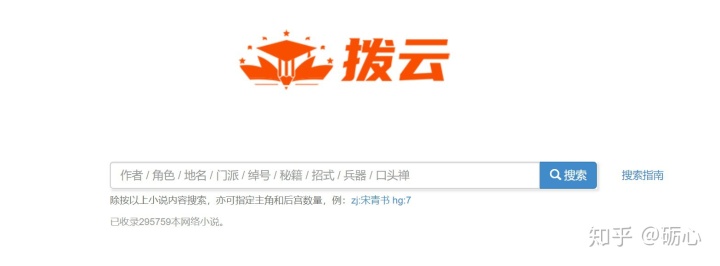 拨云
作者 / 角色 / 地名 / 门派 / 绰号 / 秘籍 / 招式 / 兵器 / 口头禅
搜索
搜索指南
除按以上小说内容搜索，亦可指定主角和后宫数量，例：zj:宋青书 hg:7
已收录295759本网络小说。
知乎 @砺心